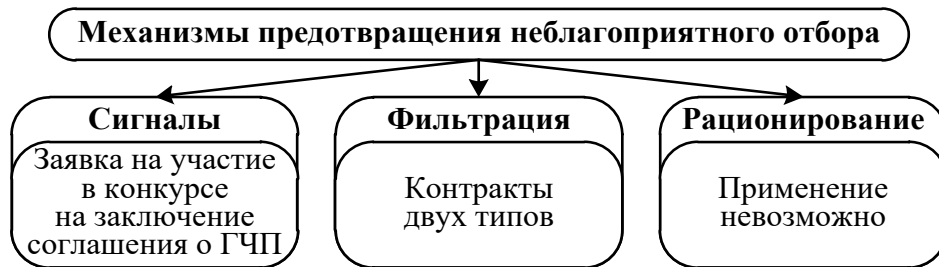 Механизмы предотвращения неблагоприятного отбора
Сигналы
Заявка на участие
в конкурсе
на заключение
соглашения о ГЧП
Фильтрация
Контракты
двух типов
Рационирование
Применение
невозможно